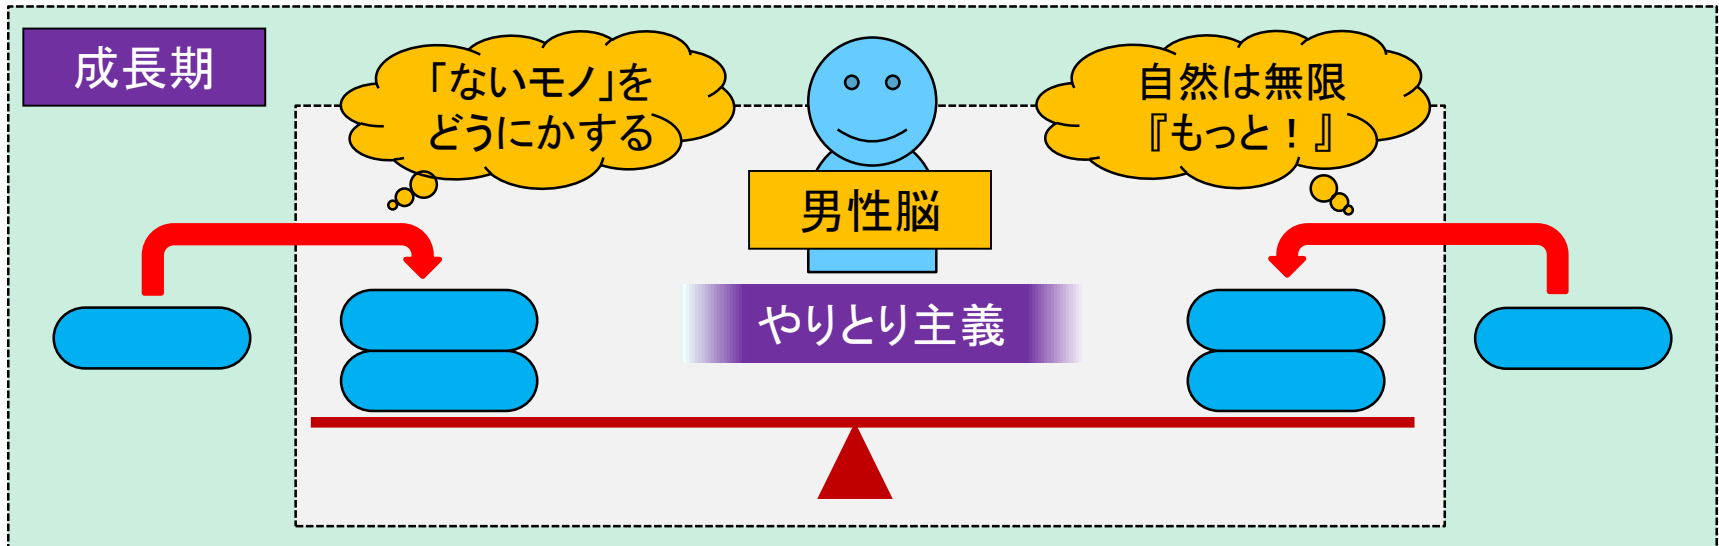 成長期
「ないモノ」を
どうにかする
自然は無限
『もっと！』
男性脳
やりとり主義